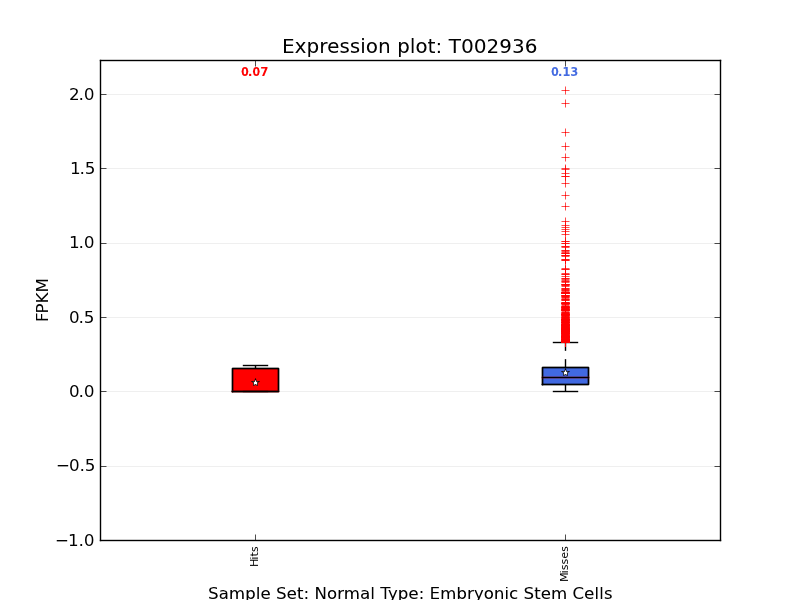 Expression plot: T002936
0.07
0.13
2.0
1.5
1.0
0.5
0.0
−0.5
−1.0
FPKM
Hits
Misses
Sample Set: Normal Type: Embryonic Stem Cells